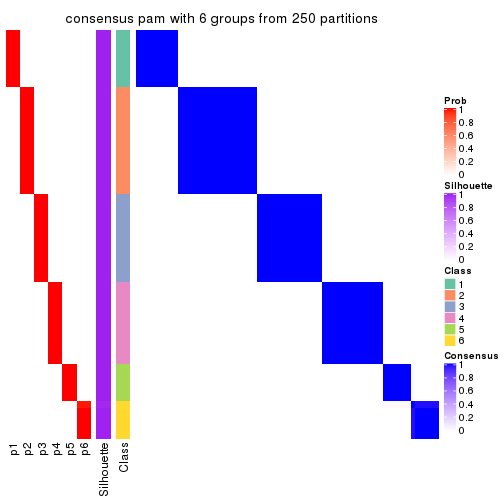 consensus pam with 6 groups from 250 partitions
Prob
1
0.8
0.6
0.4
0.2
0
Silhouette
1
0.8
0.6
0.4
0.2
0
Class
1
2
3
4
5
6
Consensus
1
0.8
0.6
0.4
0.2
0
p1
p2
p3
p4
p5
p6
Silhouette
Class